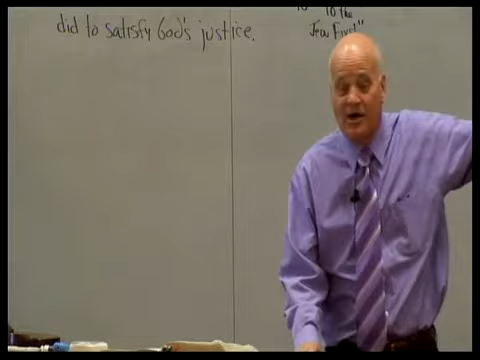 did to satisfy God's justice.
"To the
Jew First"